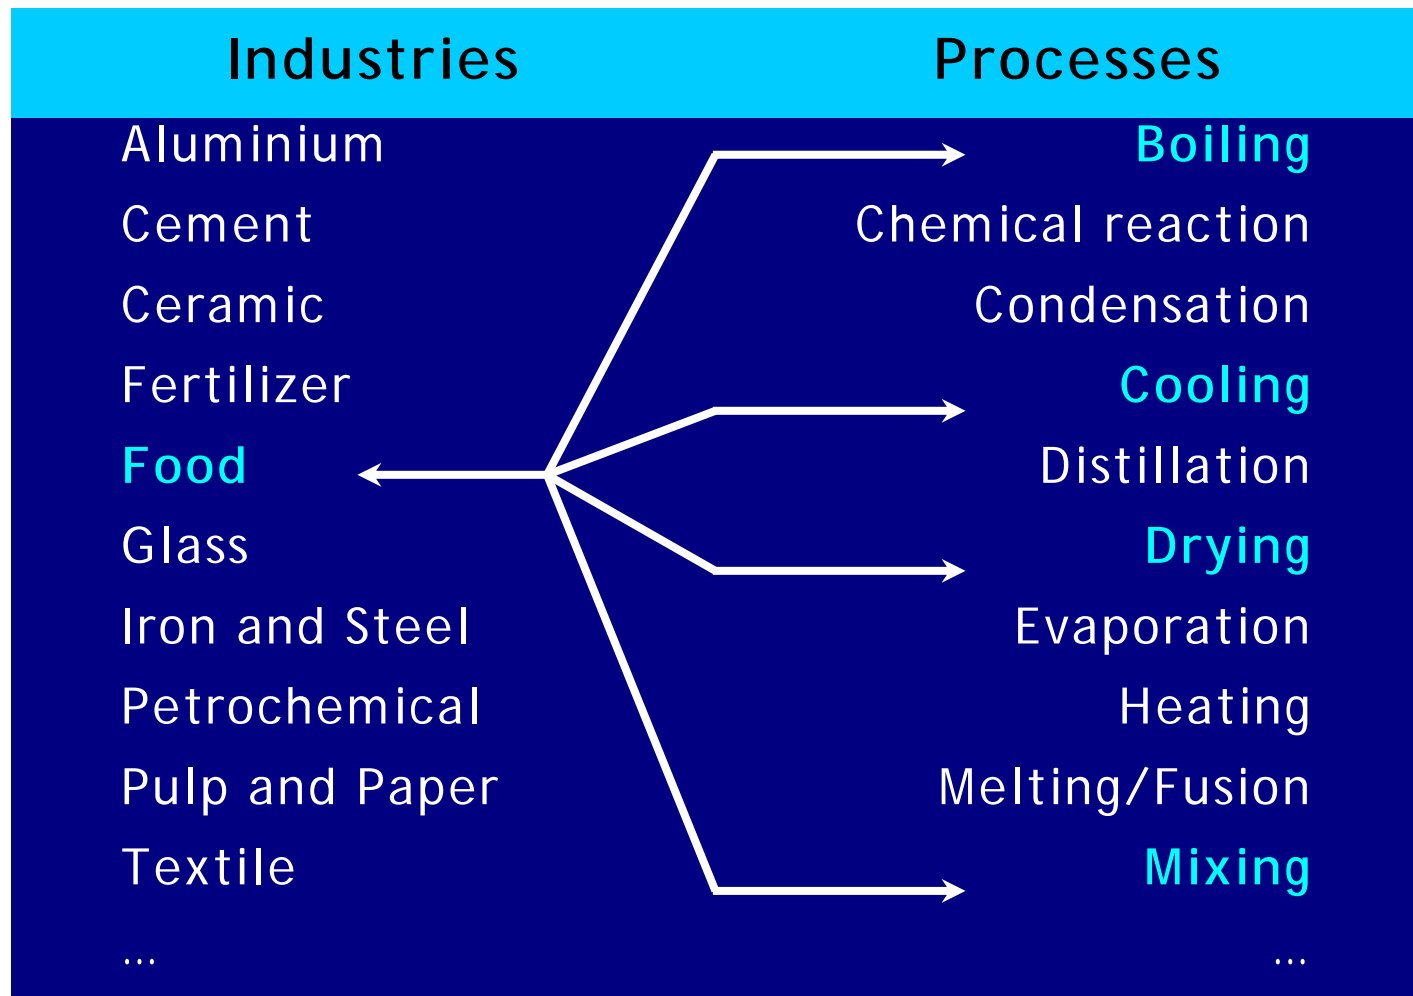 Industries Processes
Aluminium Boiling
Cement Chemical reaction
Ceramic Condensation
Fertilizer Cooling
Food Distillation
Glass Drying
Iron and Steel Evaporation
Petrochemical Heating
Pulp and Paper Melting/Fusion
Textile Mixing
... ...